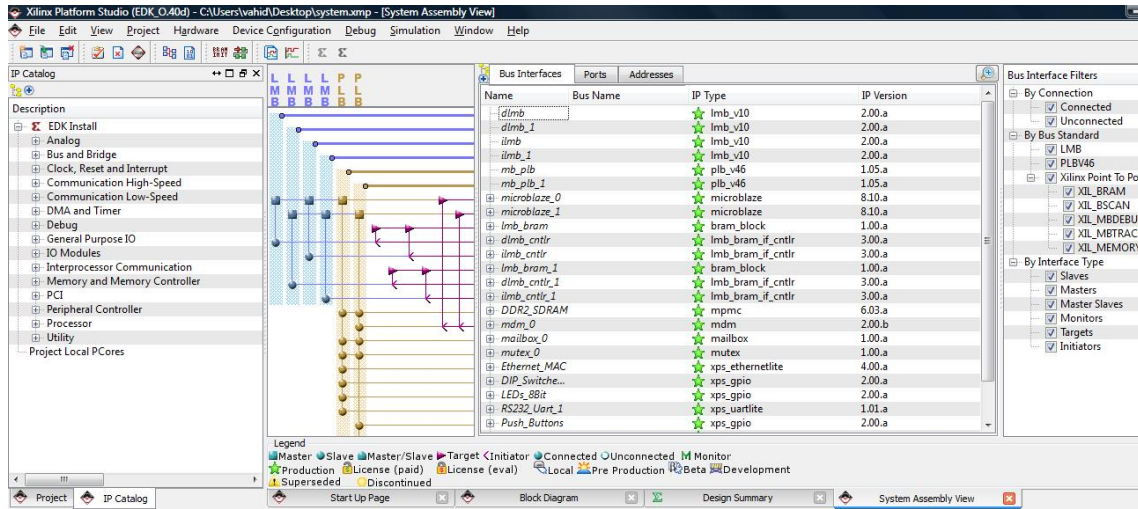 Xilinx Platform Studio (EDK_O.40d) - C:\Users\vahid\Desktop\system.xmp - [System Assembly View]
File Edit View Project Hardware Device Configuration Debug Simulation Window Help
IP Catalog
Description
EDK Install
Analog
Bus and Bridge
Clock, Reset and Interrupt
Communication High-Speed
Communication Low-Speed
DMA and Timer
Debug
General Purpose IO
IO Modules
Interprocessor Communication
Memory and Memory Controller
PCI
Peripheral Controller
Processor
Utility
Project Local PCores
L L L L P P
M M M M L L
B B B B B B
Bus Interfaces Ports Addresses
Name Bus Name IP Type IP Version
dlmb lmb_v10 2.00.a
dlmb_1 lmb_v10 2.00.a
ilmb lmb_v10 2.00.a
ilmb_1 lmb_v10 2.00.a
mb_plb plb_v46 1.05.a
mb_plb_1 plb_v46 1.05.a
microblaze_0 microblaze 8.10.a
microblaze_1 microblaze 8.10.a
lmb_bram bram_block 1.00.a
dlmb_cntlr lmb_bram_if_cntlr 3.00.a
ilmb_cntlr lmb_bram_if_cntlr 3.00.a
lmb_bram_1 bram_block 1.00.a
dlmb_cntlr_1 lmb_bram_if_cntlr 3.00.a
ilmb_cntlr_1 lmb_bram_if_cntlr 3.00.a
DDR2_SDRAM mpmc 6.03.a
mdm_0 mdm 2.00.b
mailbox_0 mailbox 1.00.a
mutex_0 mutex 1.00.a
Ethernet_MAC xps_ethernetlite 4.00.a
DIP_Switche... xps_gpio 2.00.a
LEDs_8Bit xps_gpio 2.00.a
RS232_Uart_1 xps_uartlite 1.01.a
Push_Buttons xps_gpio 2.00.a
Bus Interface Filters
By Connection
Connected
Unconnected
By Bus Standard
LMB
PLBV46
Xilinx Point To Po
XIL_BRAM
XIL_BSCAN
XIL_MBDEBU
XIL_MBTRAC
XIL_MEMORY
By Interface Type
Slaves
Masters
Master Slaves
Monitors
Targets
Initiators
Legend
Master Slave Master/Slave Target Initiator Connected Unconnected M Monitor
Production License (paid) License (eval) Local Pre Production Beta Development
Superseded Discontinued
Project IP Catalog Start Up Page Block Diagram Design Summary System Assembly View